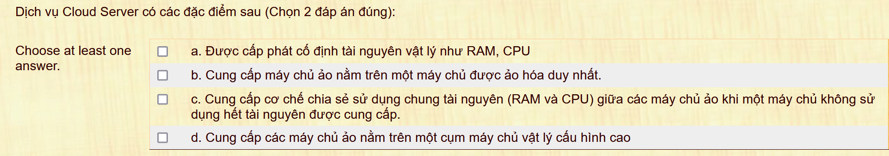 Dịch vụ Cloud Server có các đặc điểm sau (Chọn 2 đáp án đúng):
Choose at least one
answer.
a. Được cấp phát cố định tài nguyên vật lý như RAM, CPU
b. Cung cấp máy chủ ảo nằm trên một máy chủ được ảo hóa duy nhất.
c. Cung cấp cơ chế chia sẻ sử dụng chung tài nguyên (RAM và CPU) giữa các máy chủ ảo khi một máy chủ không sử
dụng hết tài nguyên được cung cấp.
d. Cung cấp các máy chủ ảo nằm trên một cụm máy chủ vật lý cấu hình cao